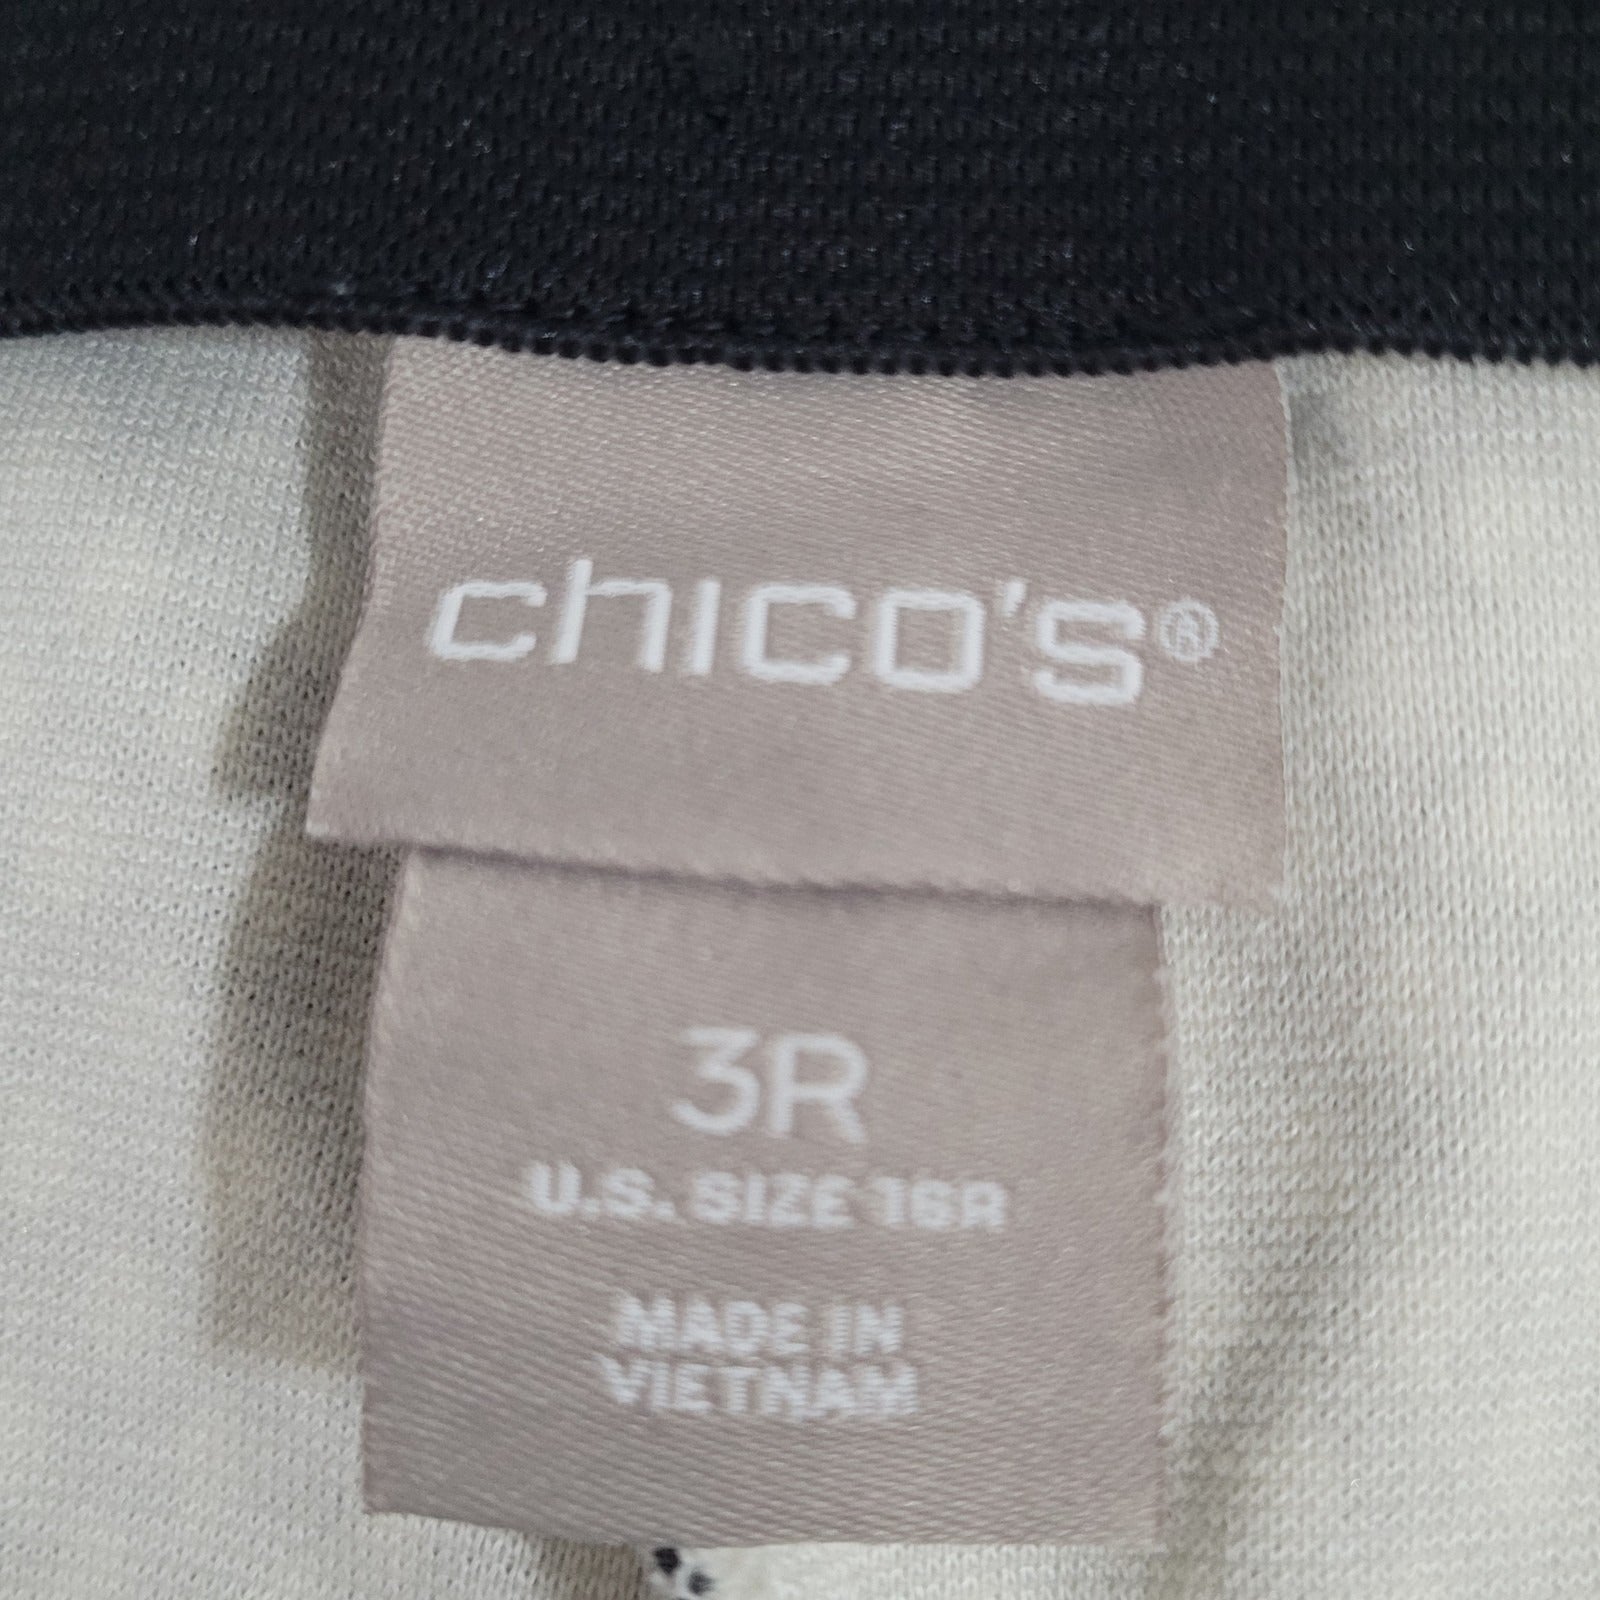 chico's®
3R
U.S. SIZE 16R
MADE IN
VIETNAM